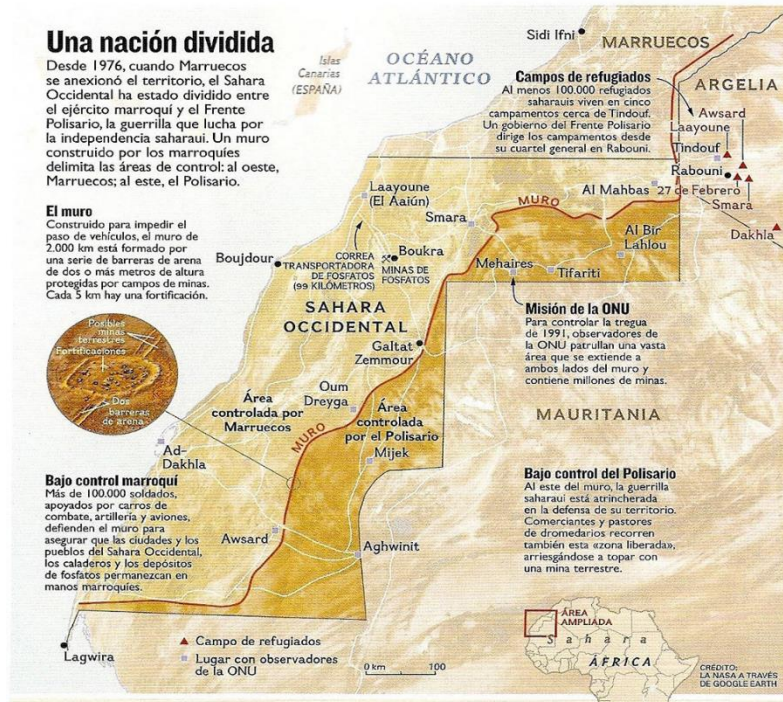 Una nación dividida
Desde 1976, cuando Marruecos
se anexionó el territorio, el Sahara
Occidental ha estado dividido entre
el ejército marroquí y el Frente
Polisario, la guerrilla que lucha por
la independencia saharaui. Un muro
construido por los marroquíes
delimita las áreas de control: al oeste,
Marruecos; al este, el Polisario.
El muro
Construido para impedir el
paso de vehículos, el muro de
2.000 km está formado por
una serie de barreras de arena
de dos o más metros de altura
protegidas por campos de minas.
Cada 5 km hay una fortificación.
Posibles
minas
terrestres
Fortificaciones
Dos
barreras
de arena
Bajo control marroquí
Más de 100.000 soldados,
apoyados por carros de
combate, artillería y aviones,
defienden el muro para
asegurar que las ciudades y los
pueblos del Sahara Occidental,
los caladeros y los depósitos
de fosfatos permanezcan en
manos marroquíes.
Islas
Canarias
(ESPAÑA)
OCÉANO
ATLÁNTICO
Sidi Ifni
MARRUECOS
ARGELIA
Campos de refugiados
Al menos 100.000 refugiados
saharauis viven en cinco
campamentos cerca de Tindouf.
Un gobierno del Frente Polisario
dirige los campamentos desde
su cuartel general en Rabouni.
Awsard
Laayoune
Tindouf
Rabouni
27 de Febrero
Smara
Dakhla
Al Mahbas
MURO
Laayoune
(El Aaiún)
Smara
Al Bir
Lahlou
Boujdour
CORREA
TRANSPORTADORA
DE FOSFATOS
(99 KILÓMETROS)
Boukra
MINAS DE
FOSFATOS
Mehaires
Tifariti
SAHARA
OCCIDENTAL
Galtat
Zemmour
Misión de la ONU
Para controlar la tregua
de 1991, observadores de
la ONU patrullan una vasta
área que se extiende a
ambos lados del muro y
contiene millones de minas.
Oum
Dreyga
Área
controlada por
Marruecos
Área
controlada
por el Polisario
MURO
MAURITANIA
Mijek
Ad-
Dakhla
Awsard
Aghwinit
Bajo control del Polisario
Al este del muro, la guerrilla
saharaui está atrincherada
en la defensa de su territorio.
Comerciantes y pastores
de dromedarios recorren
también esta «zona liberada»,
arriesgándose a topar con
una mina terrestre.
Lagwira
Campo de refugiados
Lugar con observadores
de la ONU
0 km 100
ÁREA
AMPLIADA
Sahara
ÁFRICA
CRÉDITO:
LA NASA A TRAVÉS
DE GOOGLE EARTH